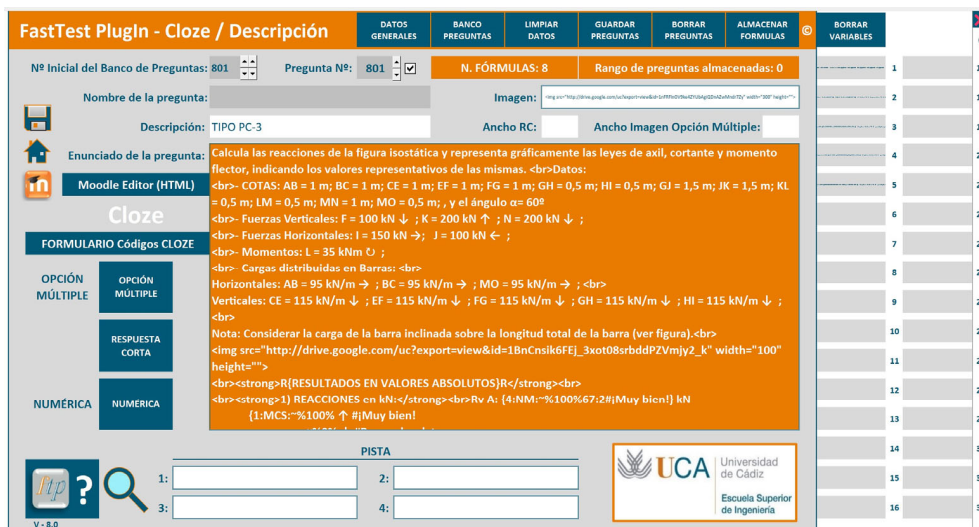 FastTest PlugIn - Cloze / Descripción
DATOS GENERALES
BANCO PREGUNTAS
LIMPIAR DATOS
GUARDAR PREGUNTAS
BORRAR PREGUNTAS
ALMACENAR FORMULAS
©
BORRAR VARIABLES
Nº Inicial del Banco de Preguntas: 801
Pregunta Nº: 801
N. FÓRMULAS: 8
Rango de preguntas almacenadas: 0
Nombre de la pregunta:
Imagen:
Descripción: TIPO PC-3
Ancho RC:
Ancho Imagen Opción Múltiple:
Enunciado de la pregunta:
Calcula las reacciones de la figura isostática y representa gráficamente las leyes de axil, cortante y momento
flector, indicando los valores representativos de las mismas. <br>Datos:
<br>- COTAS: AB = 1 m; BC = 1 m; CE = 1 m; EF = 1 m; FG = 1 m; GH = 0,5 m; HI = 0,5 m; GJ = 1,5 m; JK = 1,5 m; KL
= 0,5 m; LM = 0,5 m; MN = 1 m; MO = 0,5 m; , y el ángulo α= 60º
<br>- Fuerzas Verticales: F = 100 kN ↓ ; K = 200 kN ↑ ; N = 200 kN ↓ ;
<br>- Fuerzas Horizontales: I = 150 kN →; J = 100 kN ← ;
<br>- Momentos: L = 35 kNm ↻ ;
<br>- Cargas distribuidas en Barras: <br>
Horizontales: AB = 95 kN/m → ; BC = 95 kN/m → ; MO = 95 kN/m → ; <br>
Verticales: CE = 115 kN/m ↓ ; EF = 115 kN/m ↓ ; FG = 115 kN/m ↓ ; GH = 115 kN/m ↓ ; HI = 115 kN/m ↓ ;
<br>
Nota: Considerar la carga de la barra inclinada sobre la longitud total de la barra (ver figura).<br>
<img src="http://drive.google.com/uc?export=view&id=1BnCnsik6FEj_3xot08srbddPZVmjy2_k" width="100"
height="">
<br><strong>R{RESULTADOS EN VALORES ABSOLUTOS}R</strong><br>
<br><strong>1) REACCIONES en kN:</strong><br>Rv A: {4:NM:~%100%67:2#¡Muy bien!} kN
{1:MCS:~%100% ↑ #¡Muy bien!
Moodle Editor (HTML)
Cloze
FORMULARIO Códigos CLOZE
OPCIÓN MÚLTIPLE
OPCIÓN MÚLTIPLE
RESPUESTA CORTA
NUMÉRICA
NUMÉRICA
PISTA
1:
2:
3:
4:
ftp
?
V - 8.0
UCA
Universidad de Cádiz
Escuela Superior de Ingeniería
1
2
3
4
5
6
7
8
9
10
11
12
13
14
15
16